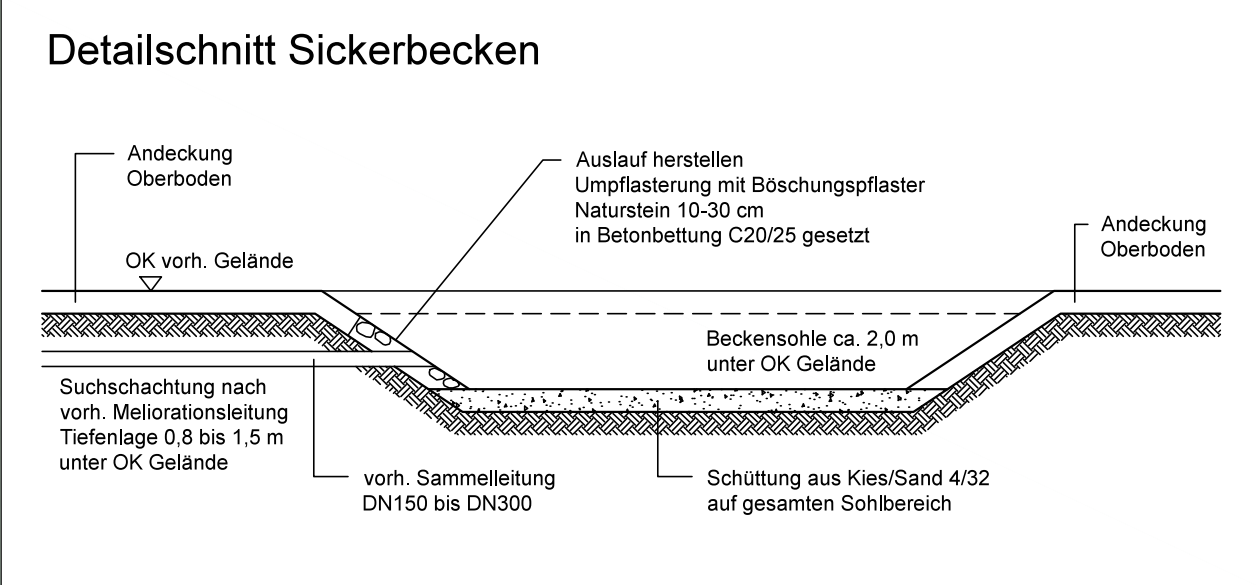 Detailschnitt Sickerbecken
Andeckung
Oberboden
Auslauf herstellen
Umpflasterung mit Böschungspflaster
Naturstein 10-30 cm
in Betonbettung C20/25 gesetzt
Andeckung
Oberboden
OK vorh. Gelände
Beckensohle ca. 2,0 m
unter OK Gelände
Suchschachtung nach
vorh. Meliorationsleitung
Tiefenlage 0,8 bis 1,5 m
unter OK Gelände
vorh. Sammelleitung
DN150 bis DN300
Schüttung aus Kies/Sand 4/32
auf gesamten Sohlbereich